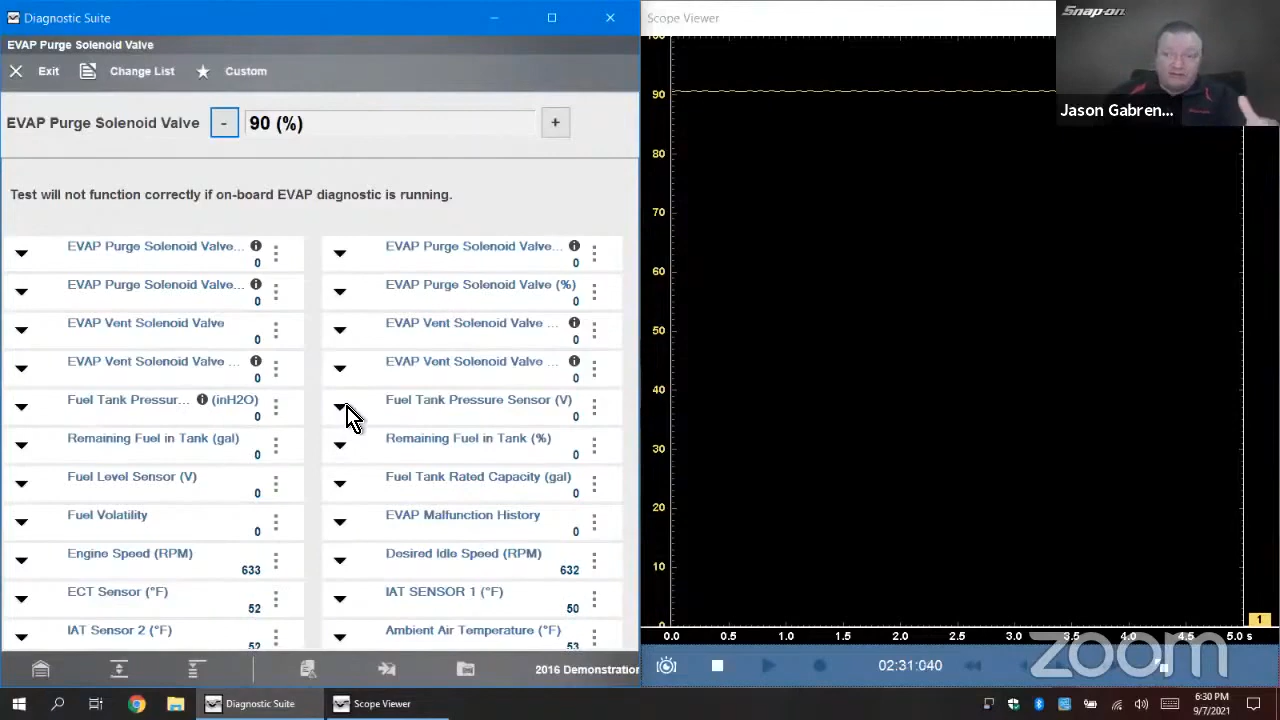 Diagnostic Suite
EVAP Purge Solenoid Valve
Exit Change List Custom
EVAP Purge Solenoid Valve - 90 (%) +
Test will not function correctly if on-board EVAP diagnostic is running.
EVAP Purge Solenoid Valve...
0
EVAP Purge Solenoid Valve...
0
EVAP Purge Solenoid Valve...
0
EVAP Purge Solenoid Valve (%)
0
EVAP Vent Solenoid Valve
0
EVAP Vent Solenoid Valve ...
0
EVAP Vent Solenoid Valve ...
0
EVAP Vent Solenoid Valve ...
0
Fuel Tank Pressur... (inH2O)
0
Fuel Tank Pressure Sensor (V)
0
Remaining Fuel in Tank (gal)
0
Remaining Fuel in Tank (%)
0
Fuel Level Sensor (V)
0
Fuel Tank Rated Capacity (gal)
0
Fuel Volatility
0
EVAP Malfunction History
0
Engine Speed (RPM)
633
Desired Idle Speed (RPM)
632
ECT Sensor (°F)
52
IAT SENSOR 1 (°F)
50
IAT Sensor 2 (°F)
52
Ambient Air Temperature (°F)
53
2016 Demonstration
Scope Viewer
100
90
80
70
60
50
40
30
20
10
0
1
0.0 0.5 1.0 1.5 2.0 2.5 3.0 3.5 4.0 4.5 5.0 s
02:31:040
Snap-on
Jason Gabren...
zoom
Diagnostic Suite
Scope Viewer
6:30 PM
9/7/2021